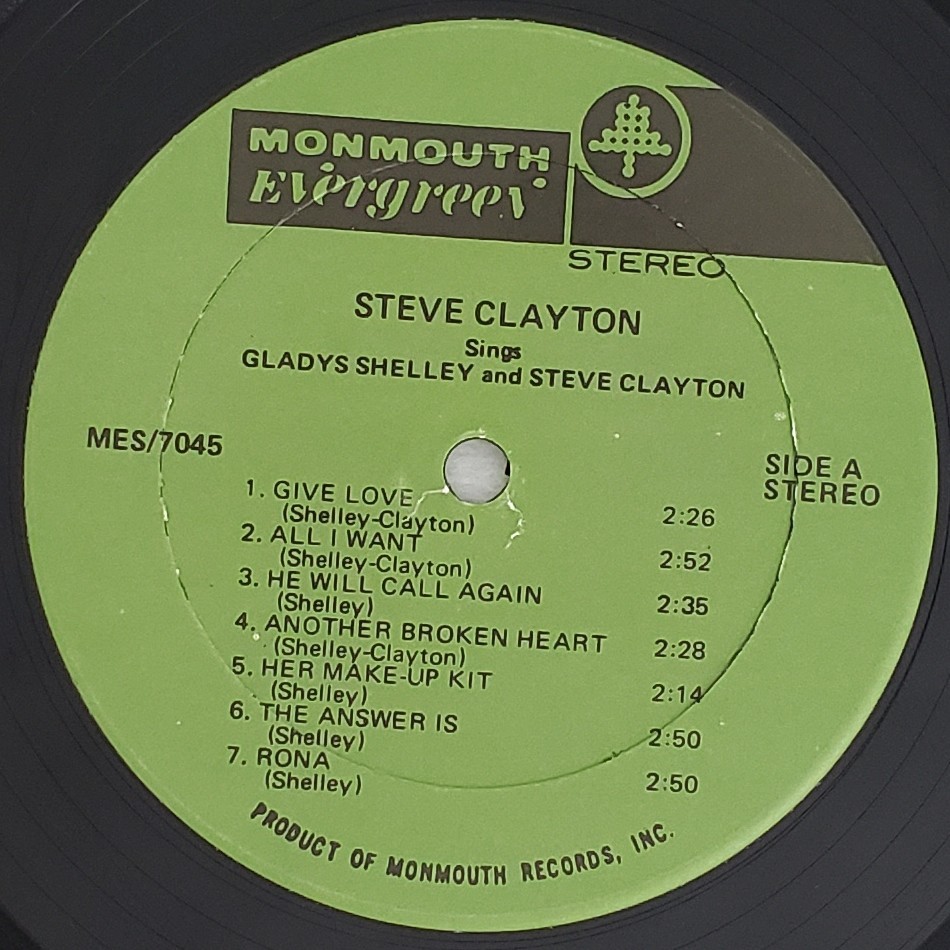 MONMOUTH
Evergreen
STEREO
STEVE CLAYTON
Sings
GLADYS SHELLEY and STEVE CLAYTON
MES/7045
SIDE A
STEREO
1. GIVE LOVE 2:26
(Shelley-Clayton)
2. ALL I WANT 2:52
(Shelley-Clayton)
3. HE WILL CALL AGAIN 2:35
(Shelley)
4. ANOTHER BROKEN HEART 2:28
(Shelley-Clayton)
5. HER MAKE-UP KIT 2:14
(Shelley)
6. THE ANSWER IS 2:50
(Shelley)
7. RONA 2:50
(Shelley)
PRODUCT OF MONMOUTH RECORDS, INC.